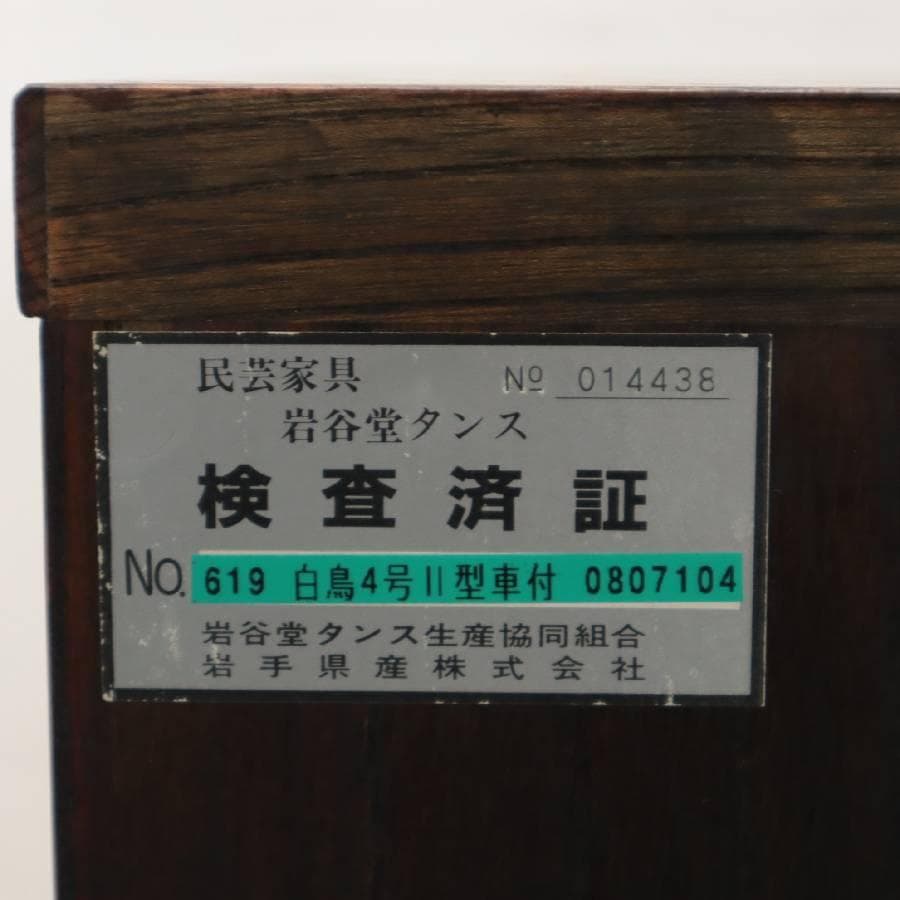 民芸家具 № 014438
岩谷堂タンス
検査済証
No. 619 白鳥4号II型車付 0807104
岩谷堂タンス生産協同組合
岩手県産株式会社